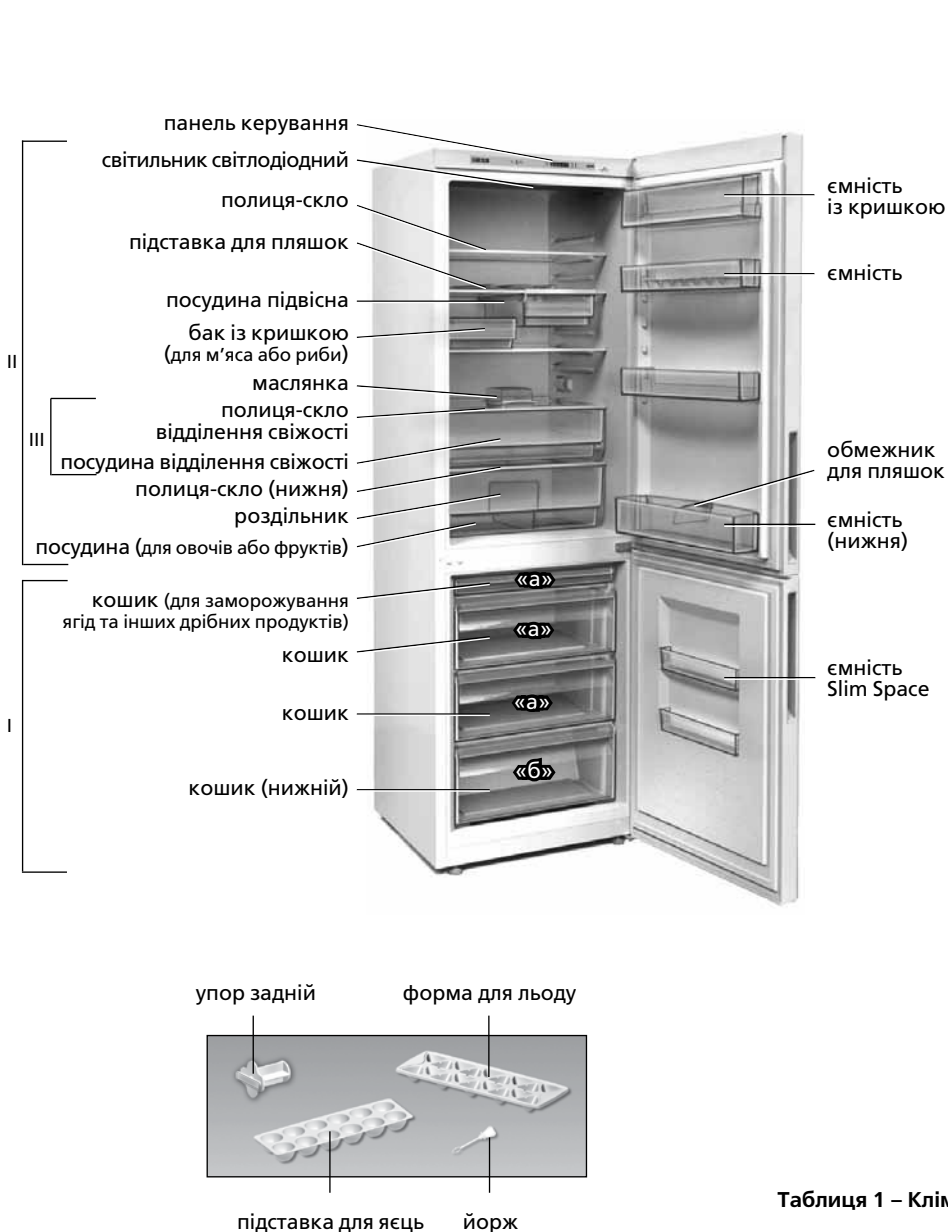 панель керування
світильник світлодіодний
полиця-скло
підставка для пляшок
посудина підвісна
бак із кришкою
(для м’яса або риби)
маслянка
полиця-скло
відділення свіжості
посудина відділення свіжості
полиця-скло (нижня)
роздільник
посудина (для овочів або фруктів)
II
III
кошик (для заморожування
ягід та інших дрібних продуктів)
кошик
кошик
кошик (нижній)
I
«а»
«а»
«а»
«б»
ємність
із кришкою
ємність
обмежник
для пляшок
ємність
(нижня)
ємність
Slim Space
упор задній
форма для льоду
підставка для яєць
йорж
Таблиця 1 –